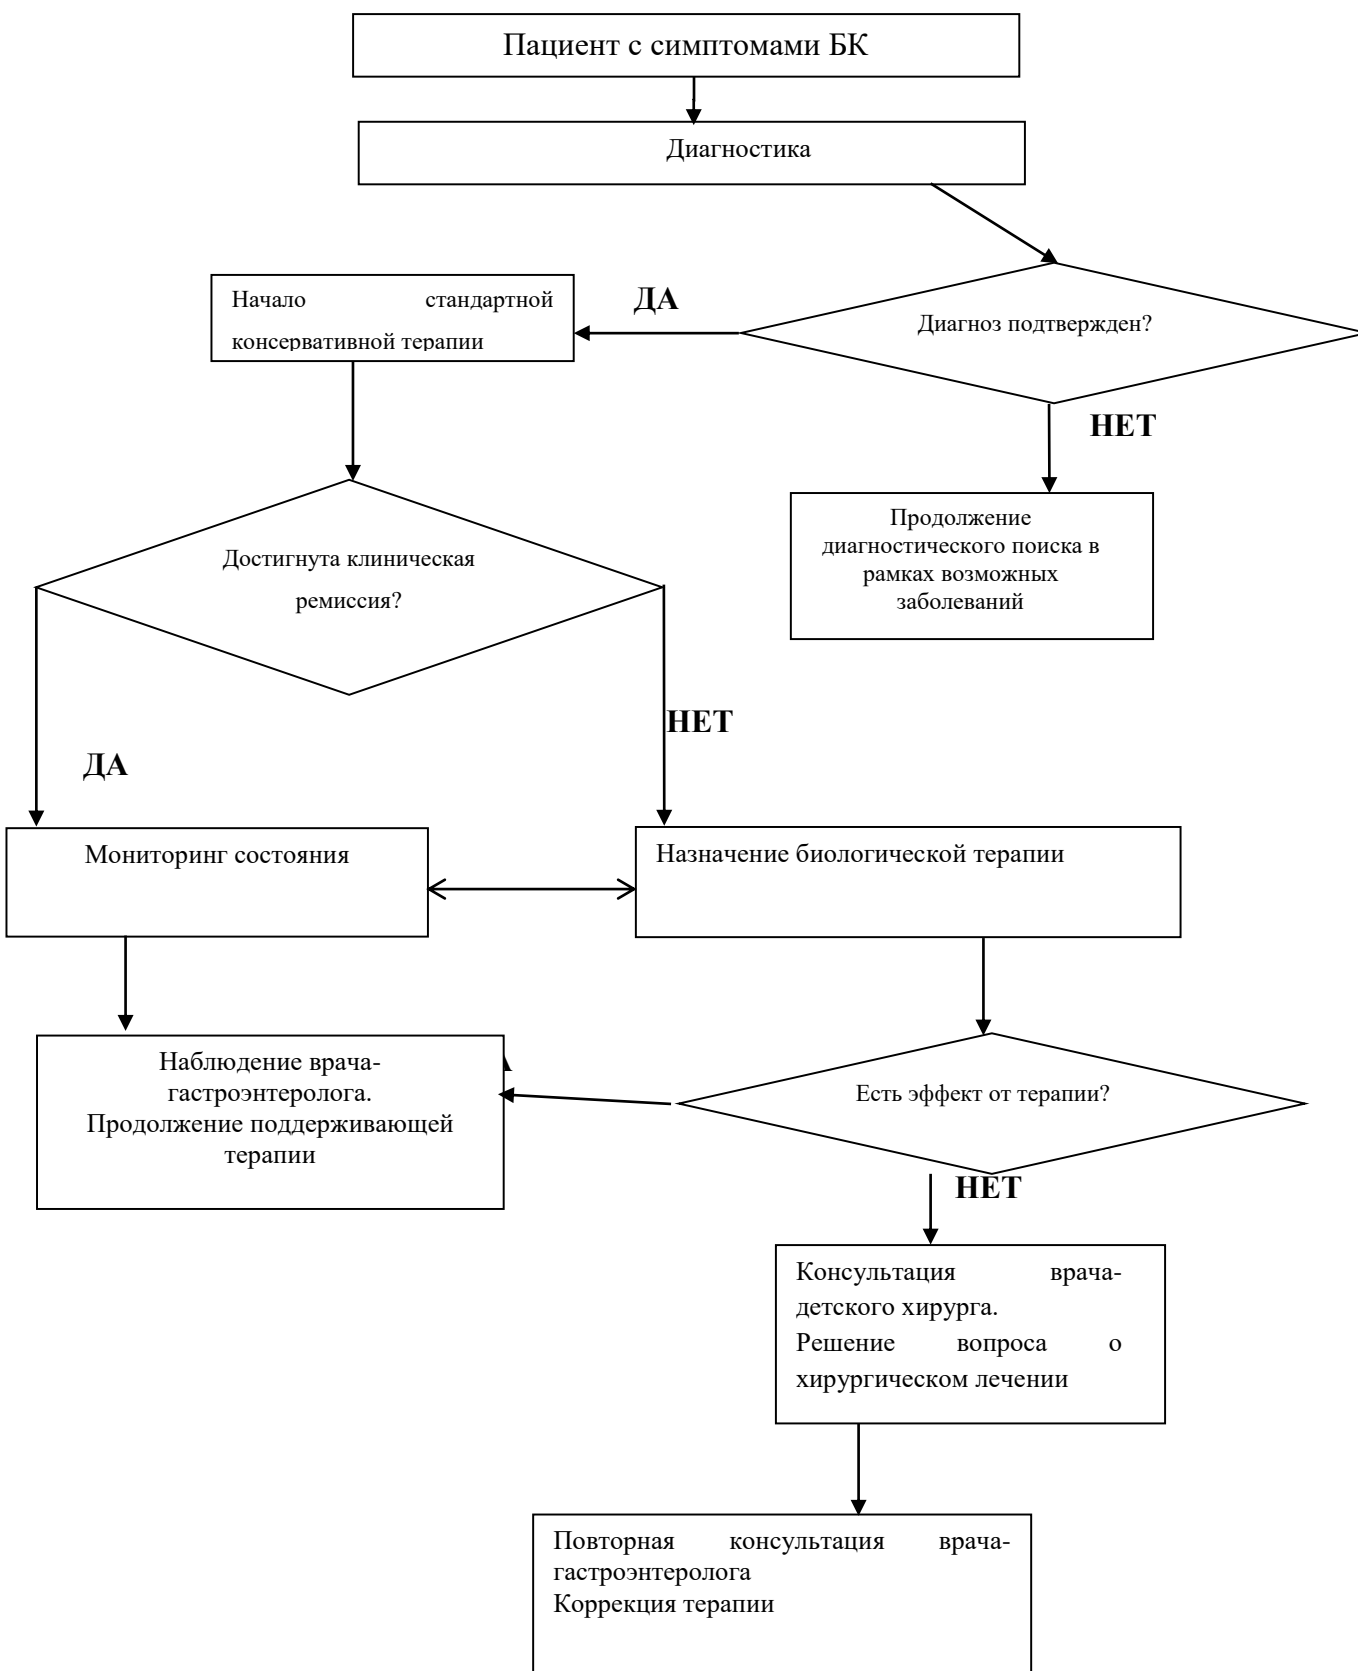 Пациент с симптомами БК
Диагностика
Начало стандартной
консервативной терапии
ДА
Диагноз подтвержден?
НЕТ
Продолжение
диагностического поиска в
рамках возможных
заболеваний
Достигнута клиническая
ремиссия?
НЕТ
ДА
Мониторинг состояния
Назначение биологической терапии
Наблюдение врача-
гастроэнтеролога.
Продолжение поддерживающей
терапии
Есть эффект от терапии?
НЕТ
Консультация врача-
детского хирурга.
Решение вопроса о
хирургическом лечении
Повторная консультация врача-
гастроэнтеролога
Коррекция терапии